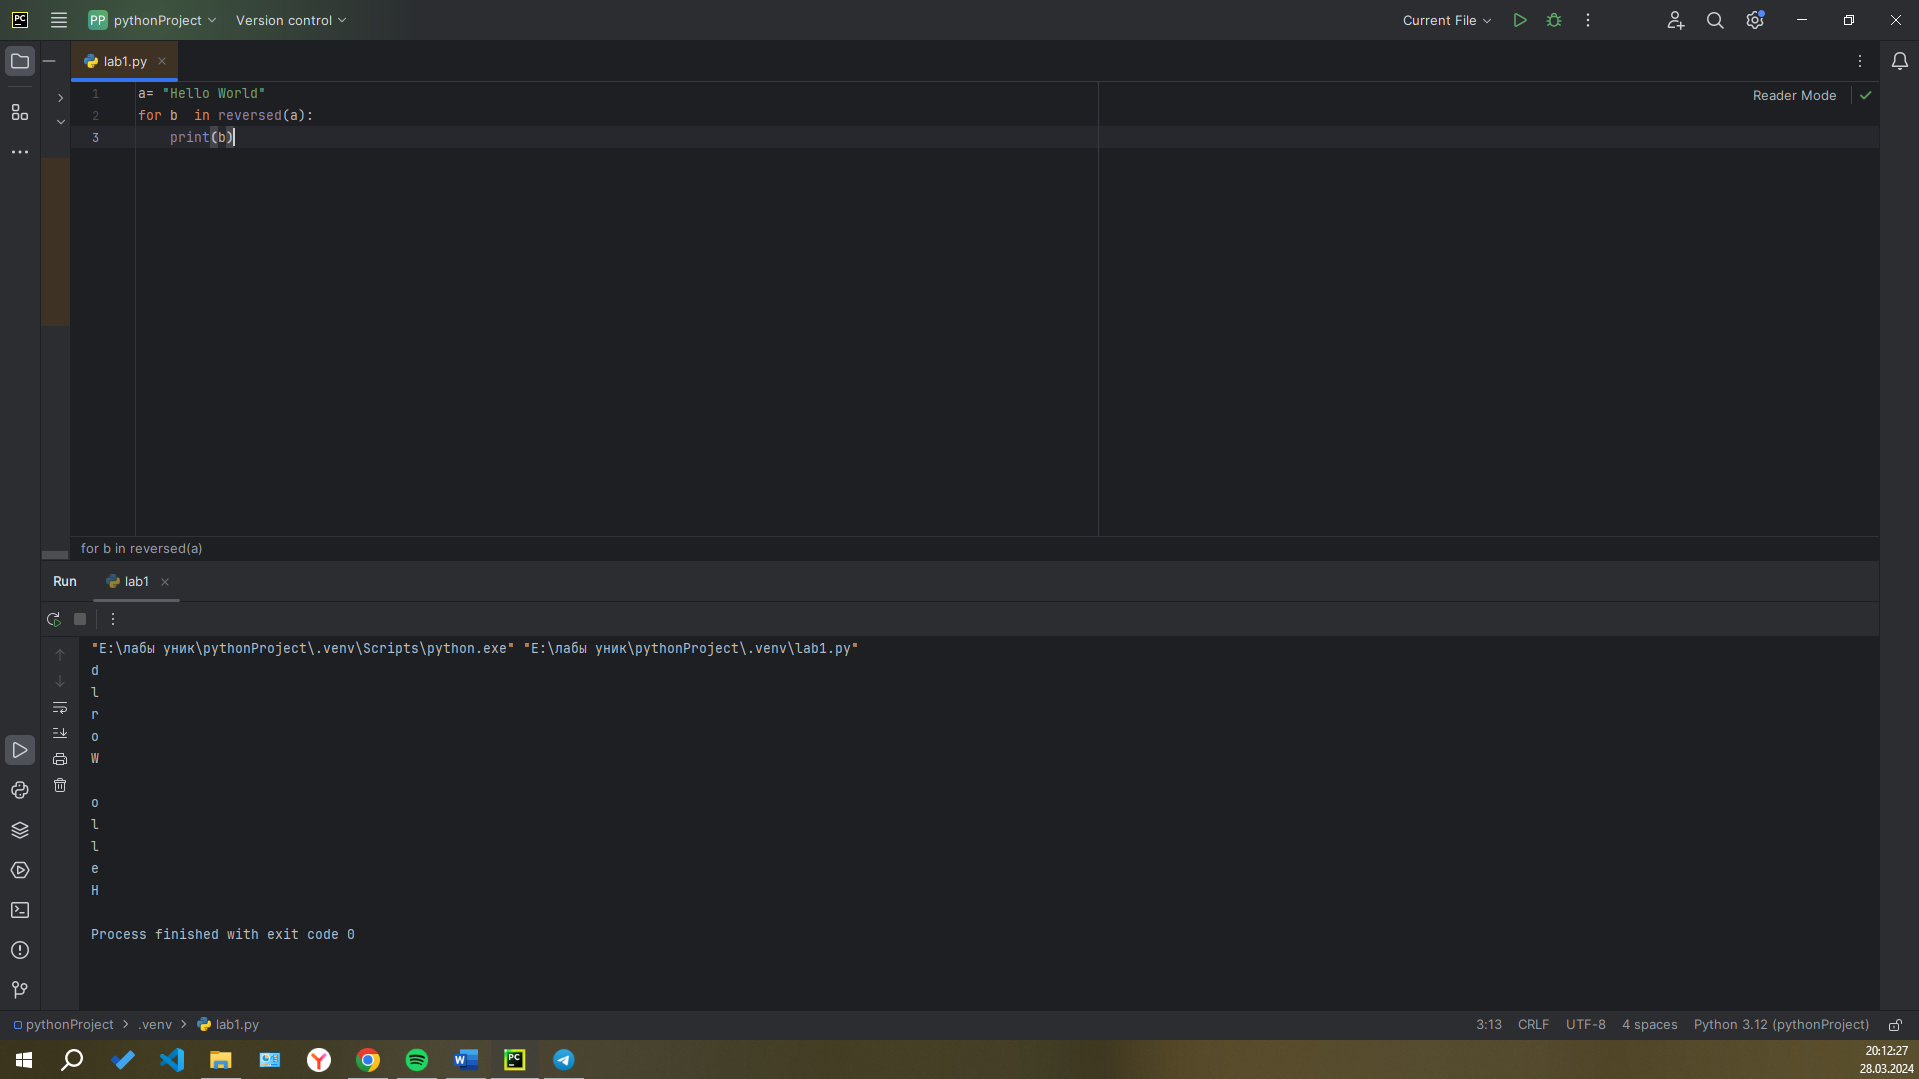 PC
PP pythonProject Version control Current File
lab1.py
Reader Mode
1 a= "Hello World"
2 for b  in reversed(a):
3     print(b)
for b in reversed(a)
Run lab1
"E:\лабы уник\pythonProject\.venv\Scripts\python.exe" "E:\лабы уник\pythonProject\.venv\lab1.py"
d
l
r
o
W
o
l
l
e
H
Process finished with exit code 0
pythonProject > .venv > lab1.py 3:13 CRLF UTF-8 4 spaces Python 3.12 (pythonProject)
Y W PC
20:12:27
28.03.2024